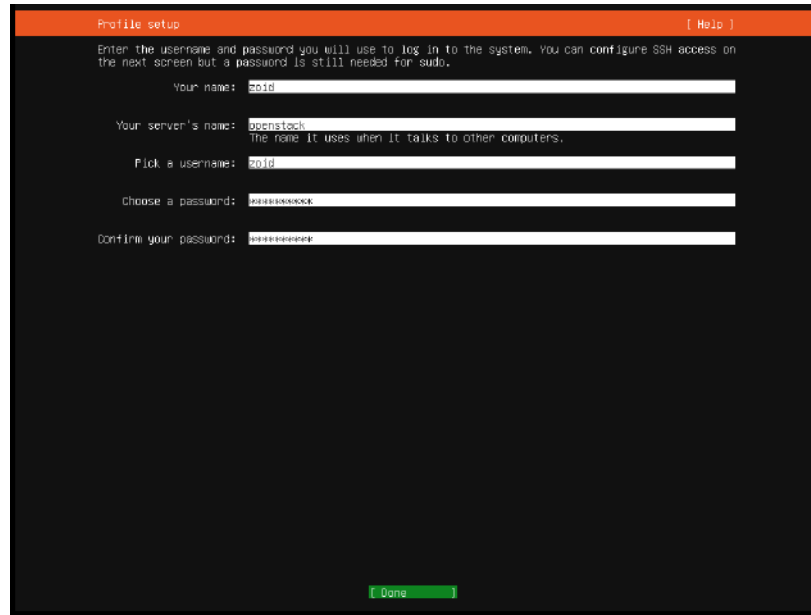 Profile setup [ Help ]
Enter the username and password you will use to log in to the system. You can configure SSH access on
the next screen but a password is still needed for sudo.
Your name: zoid
Your server's name: openstack
The name it uses when it talks to other computers.
Pick a username: zoid
Choose a password: ***********
Confirm your password: ***********
[ Done ]